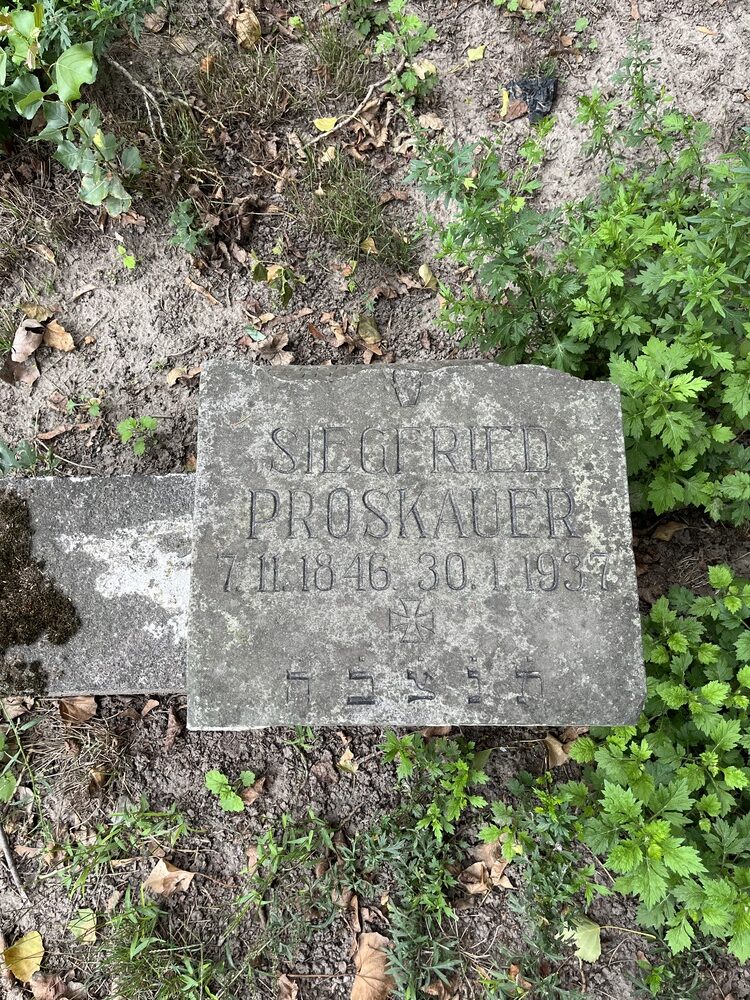 SIEGFRIED
PROSKAUER
7.11.1846. 30.1.1937
ת נ צ ב ה